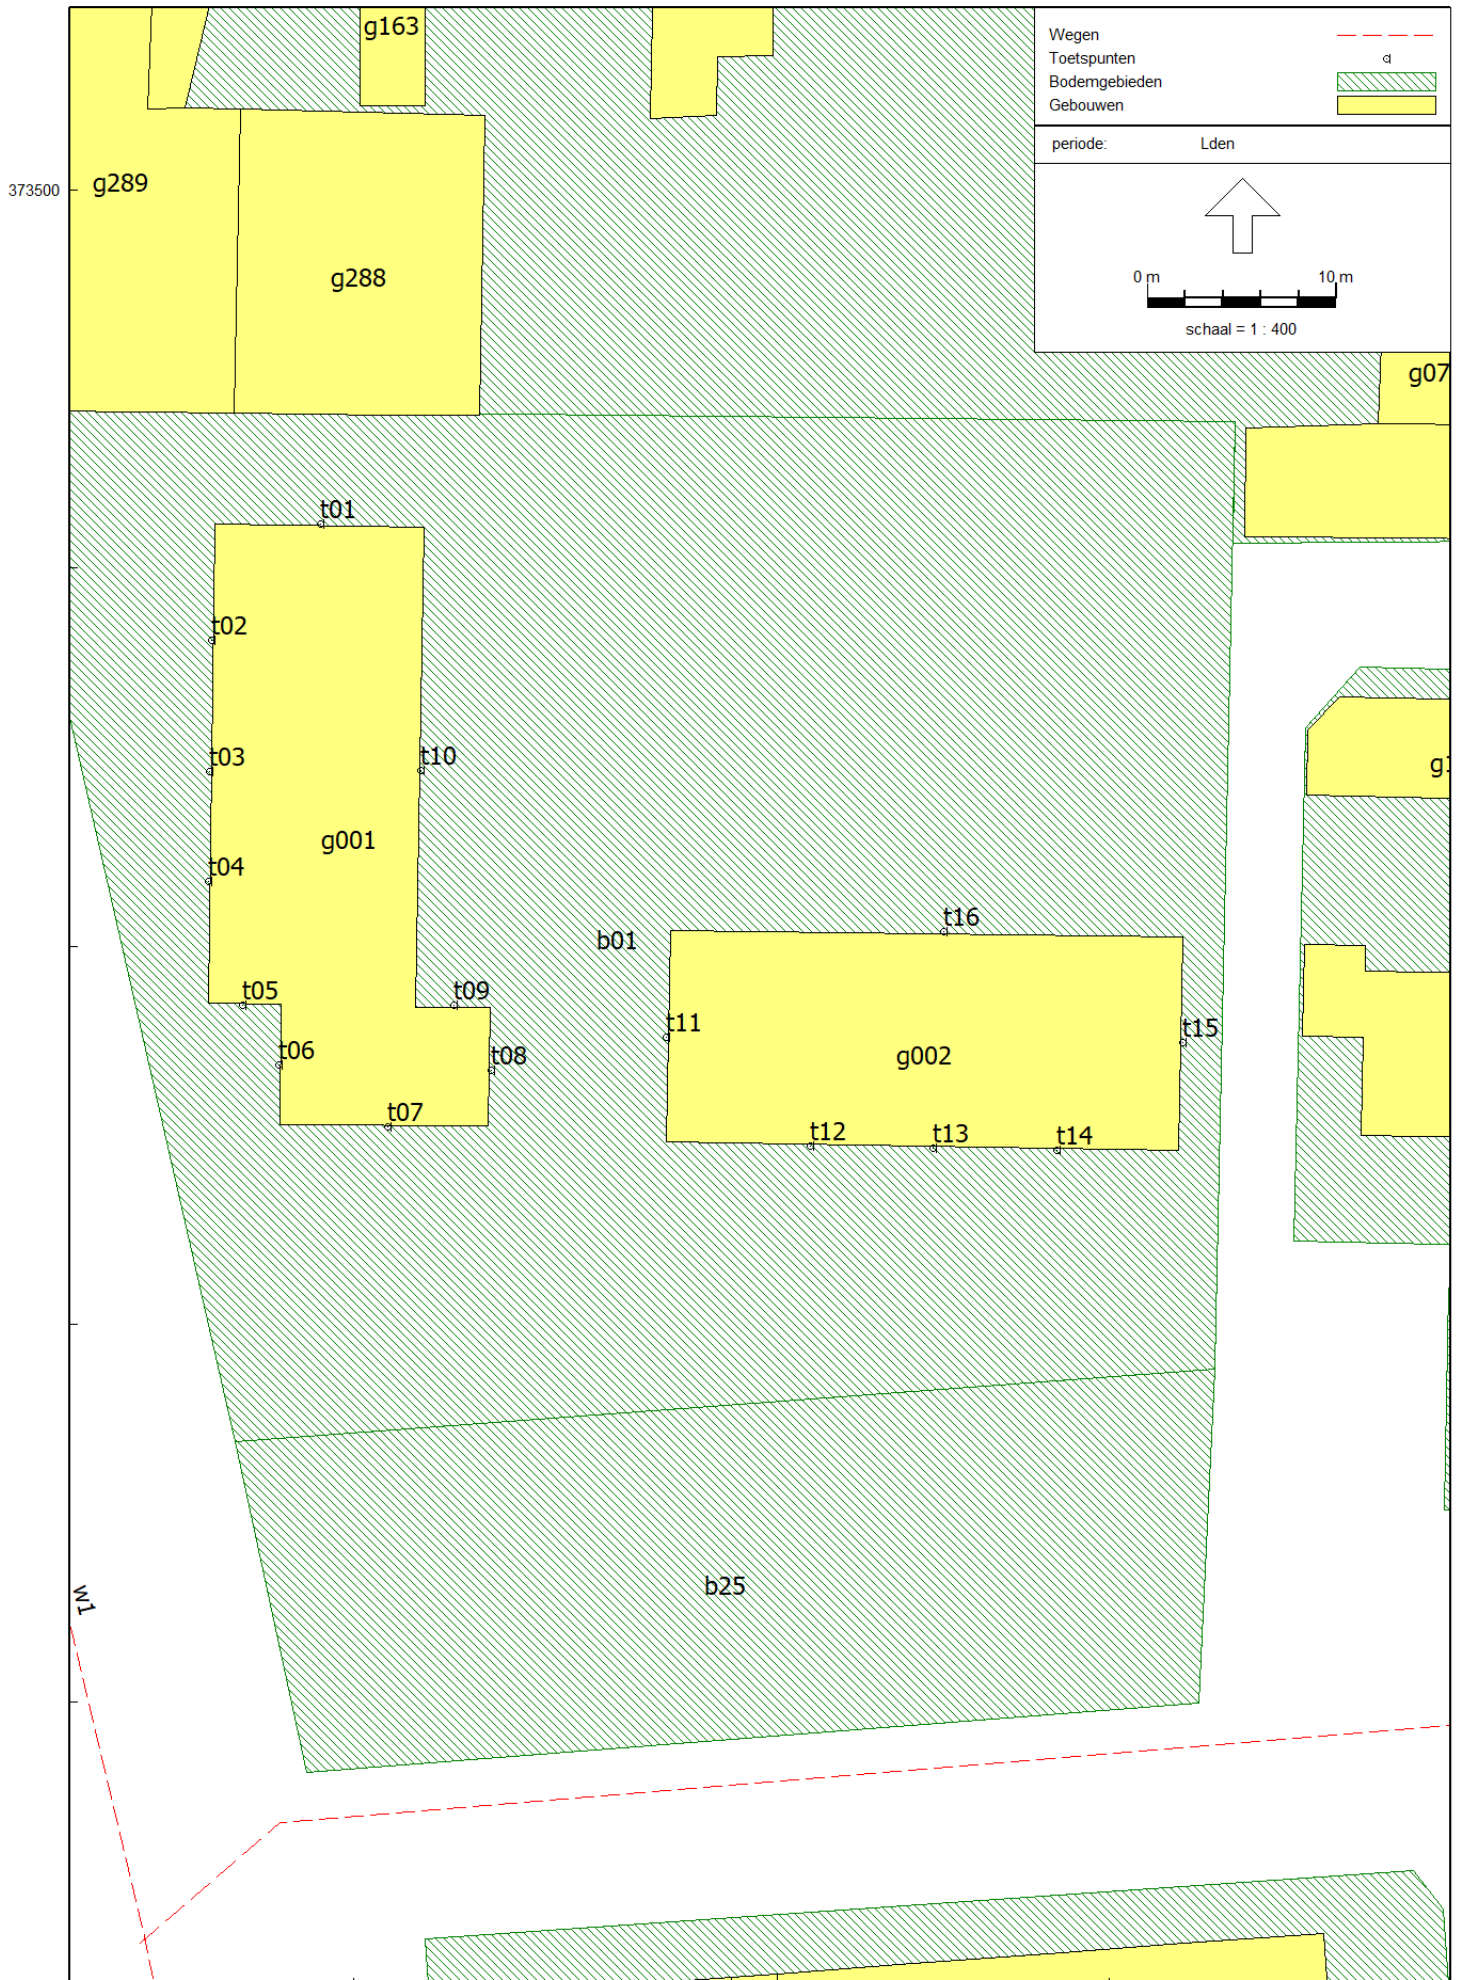 g163
Wegen
Toetspunten
Bodemgebieden
Gebouwen
periode: Lden
373500
g289
g288
0 m 10 m
schaal = 1 : 400
g07
t01
t02
t03
t10
g:
g001
t04
t16
b01
t05
t09
t11
t15
t06
t08
g002
t07
t12
t13
t14
b25
w1